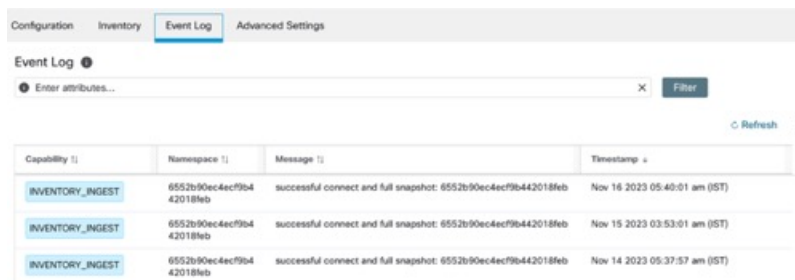 Configuration Inventory Event Log Advanced Settings
Event Log
Enter attributes... Filter
Refresh
Capability Namespace Message Timestamp
INVENTORY_INGEST 6552b90ec4ecf9b4 successful connect and full snapshot: 6552b90ec4ecf9b442018feb Nov 16 2023 05:40:01 am (IST)
42018feb
INVENTORY_INGEST 6552b90ec4ecf9b4 successful connect and full snapshot: 6552b90ec4ecf9b442018feb Nov 15 2023 03:53:01 am (IST)
42018feb
INVENTORY_INGEST 6552b90ec4ecf9b4 successful connect and full snapshot: 6552b90ec4ecf9b442018feb Nov 14 2023 05:37:57 am (IST)
42018feb